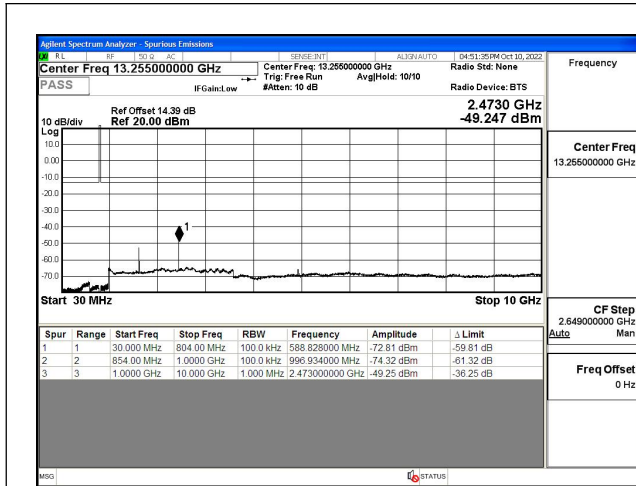 Agilent Spectrum Analyzer - Spurious Emissions
RL RF 50 Ω AC SENSE:INT ALIGN AUTO 04:51:35 PM Oct 10, 2022
Center Freq 13.255000000 GHz
Center Freq: 13.255000000 GHz
Radio Std: None
Trig: Free Run Avg|Hold: 10/10
PASS
IFGain:Low
#Atten: 10 dB
Radio Device: BTS
Frequency
Ref Offset 14.39 dB
2.4730 GHz
10 dB/div Ref 20.00 dBm
-49.247 dBm
Log
10.0
0.00
-10.0
-20.0
-30.0
-40.0
-50.0
-60.0
-70.0
1
Start 30 MHz Stop 10 GHz
Center Freq
13.255000000 GHz
CF Step
2.649000000 GHz
Auto Man
Freq Offset
0 Hz
Spur Range Start Freq Stop Freq RBW Frequency Amplitude Δ Limit
1 1 30.000 MHz 804.00 MHz 100.0 kHz 588.828000 MHz -72.81 dBm -59.81 dB
2 2 854.00 MHz 1.0000 GHz 100.0 kHz 996.934000 MHz -74.32 dBm -61.32 dB
3 3 1.0000 GHz 10.000 GHz 1.000 MHz 2.473000000 GHz -49.25 dBm -36.25 dB
MSG STATUS